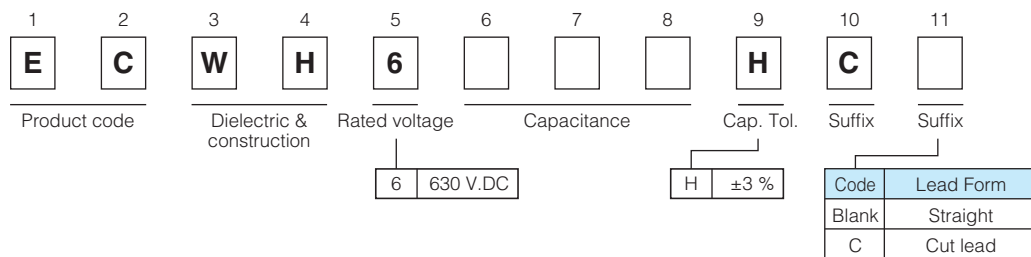 1 2 3 4 5 6 7 8 9 10 11
E C W H 6 H C
Product code Dielectric & Rated voltage Capacitance Cap. Tol. Suffix Suffix
construction
6 630 V.DC H ±3 % Code Lead Form
Blank Straight
C Cut lead